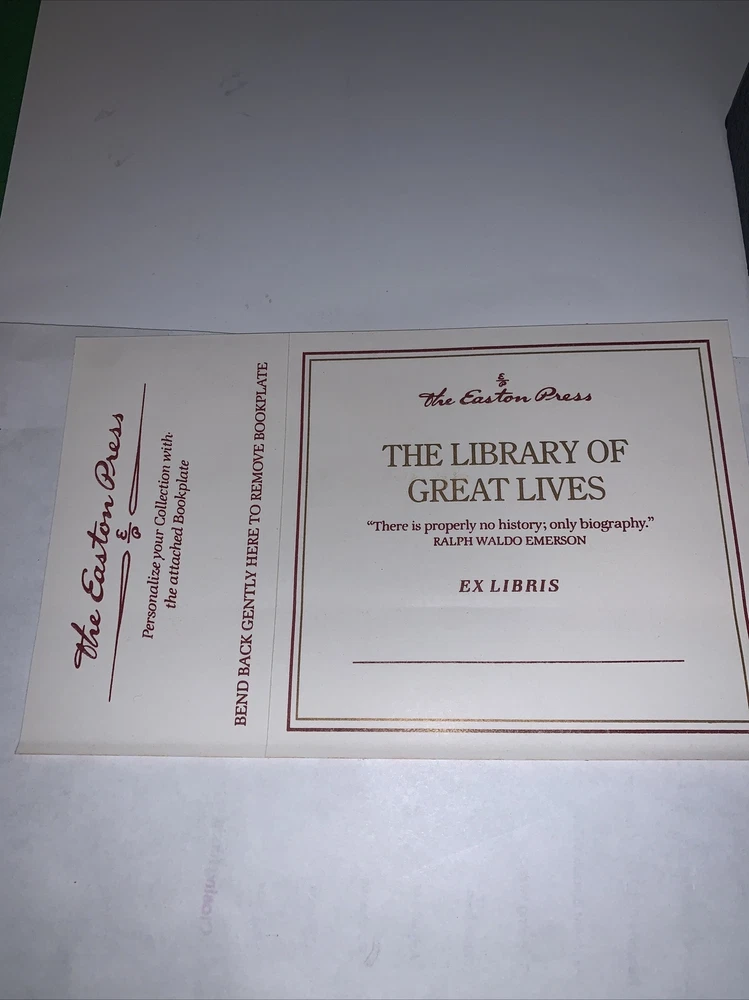 The Easton Press
Personalize your Collection with
the attached Bookplate
BEND BACK GENTLY HERE TO REMOVE BOOKPLATE
The Easton Press
THE LIBRARY OF
GREAT LIVES
“There is properly no history; only biography.”
RALPH WALDO EMERSON
EX LIBRIS